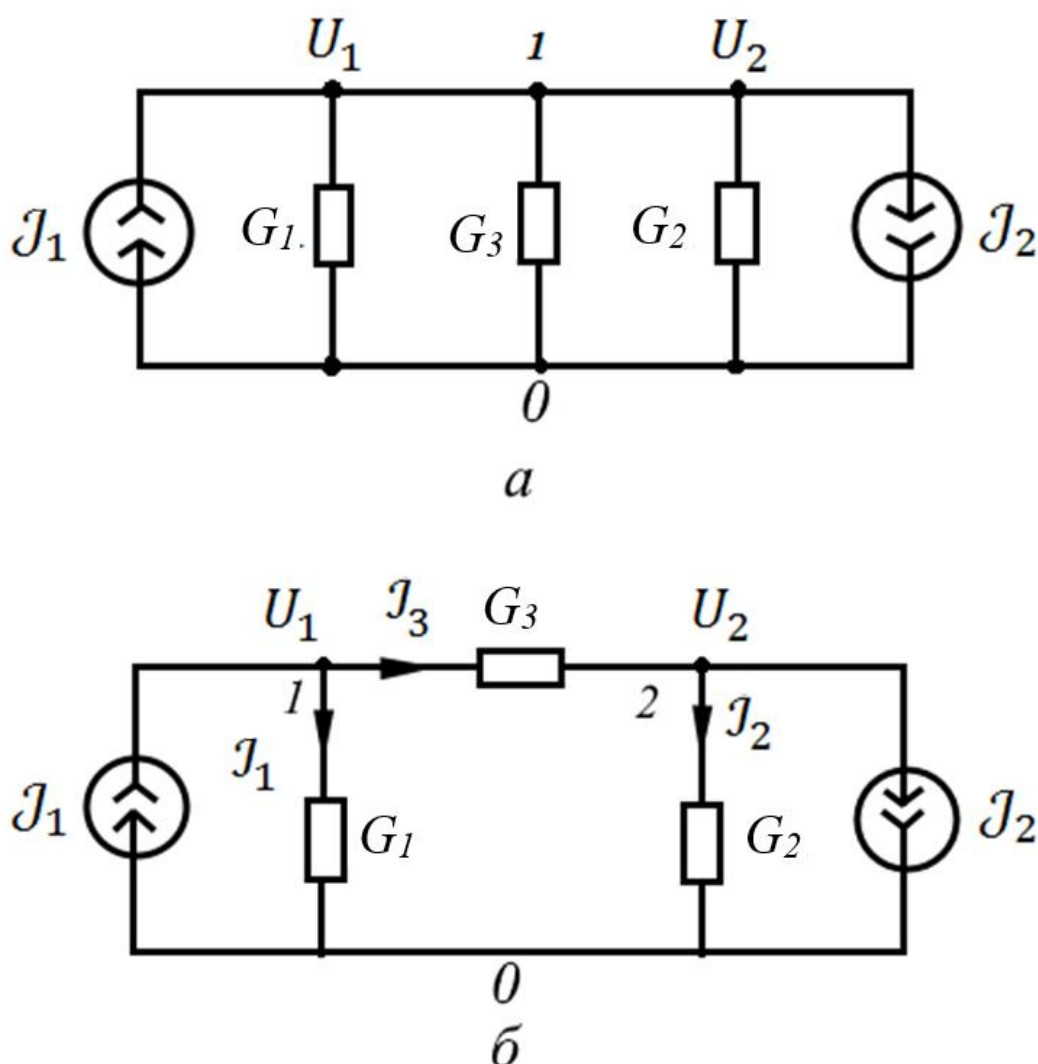 U₁ 1 U₂
𝒥₁ G₁. G₃ G₂ 𝒥₂
0
а
U₁ 𝒥₃ G₃ U₂
1 2
𝒥₁ 𝒥₂
𝒥₁ G₁ G₂ 𝒥₂
0
б